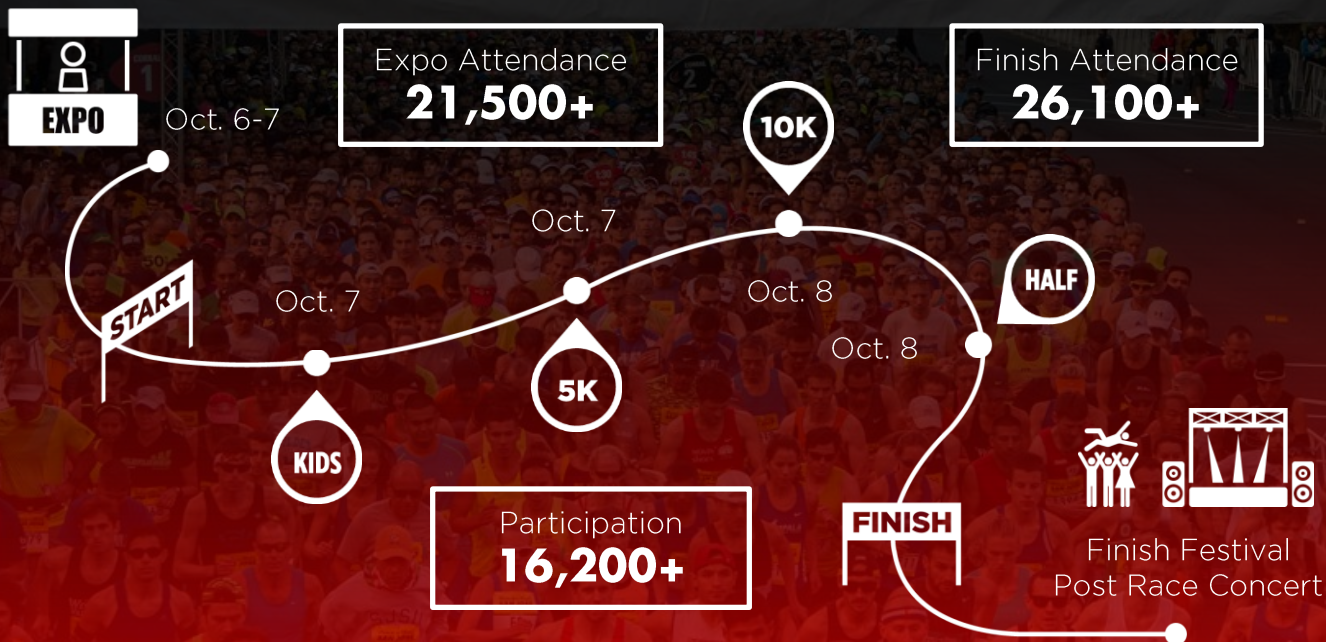 EXPO
Oct. 6-7
Expo Attendance
21,500+
10K
Finish Attendance
26,100+
START
Oct. 7
KIDS
Oct. 7
5K
Oct. 8
HALF
Oct. 8
Participation
16,200+
FINISH
Finish Festival
Post Race Concert